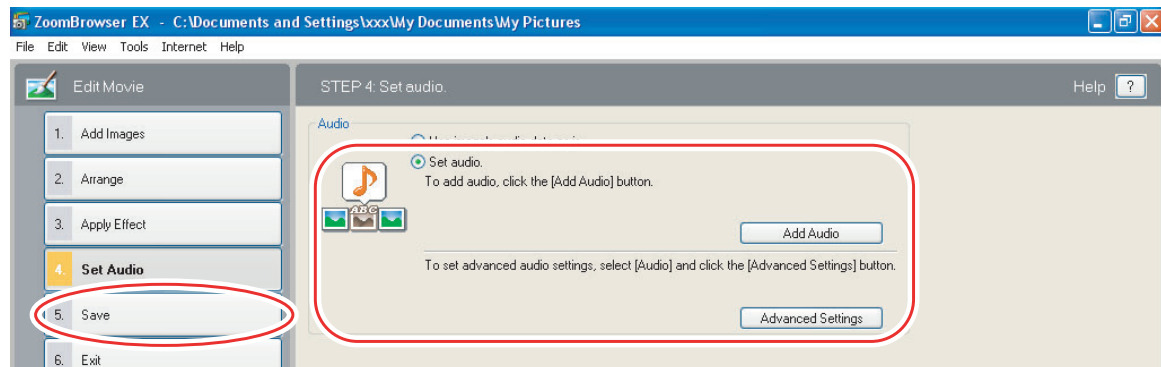 ZoomBrowser EX - C:\Documents and Settings\xxx\My Documents\My Pictures
File Edit View Tools Internet Help
Edit Movie
STEP 4: Set audio.
Help ?
1. Add Images
2. Arrange
3. Apply Effect
4. Set Audio
5. Save
6. Exit
Audio
Set audio.
To add audio, click the [Add Audio] button.
ABC
Add Audio
To set advanced audio settings, select [Audio] and click the [Advanced Settings] button.
Advanced Settings